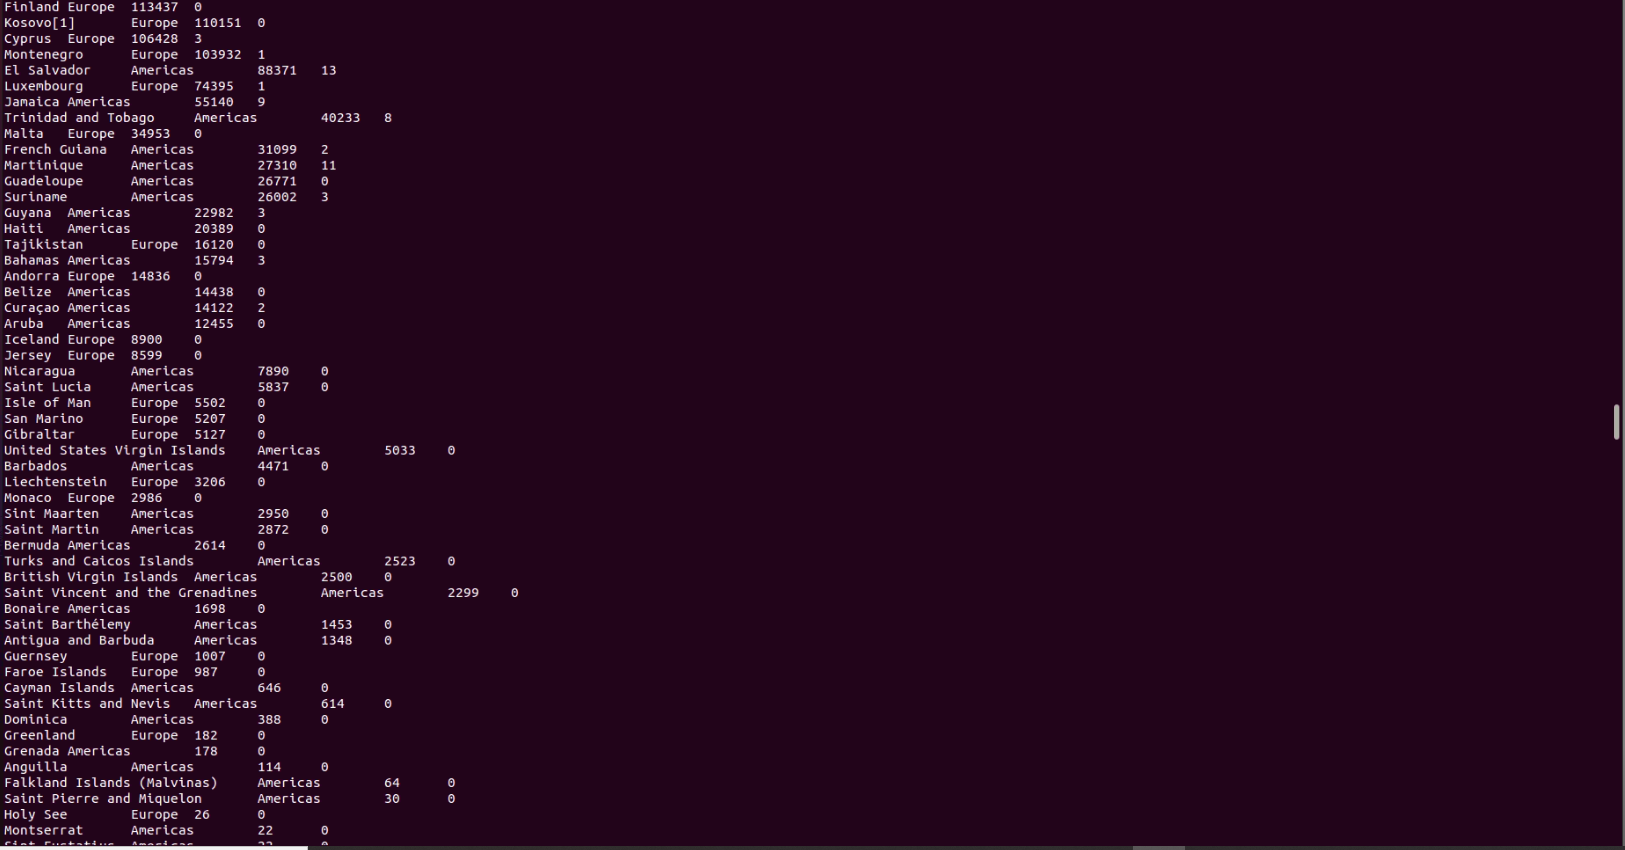 Finland Europe 113437 0
Kosovo[1] Europe 110151 0
Cyprus Europe 106428 3
Montenegro Europe 103932 1
El Salvador Americas 88371 13
Luxembourg Europe 74395 1
Jamaica Americas 55140 9
Trinidad and Tobago Americas 40233 8
Malta Europe 34953 0
French Guiana Americas 31099 2
Martinique Americas 27310 11
Guadeloupe Americas 26771 0
Suriname Americas 26002 3
Guyana Americas 22982 3
Haiti Americas 20389 0
Tajikistan Europe 16120 0
Bahamas Americas 15794 3
Andorra Europe 14836 0
Belize Americas 14438 0
Curaçao Americas 14122 2
Aruba Americas 12455 0
Iceland Europe 8900 0
Jersey Europe 8599 0
Nicaragua Americas 7890 0
Saint Lucia Americas 5837 0
Isle of Man Europe 5502 0
San Marino Europe 5207 0
Gibraltar Europe 5127 0
United States Virgin Islands Americas 5033 0
Barbados Americas 4471 0
Liechtenstein Europe 3206 0
Monaco Europe 2986 0
Sint Maarten Americas 2950 0
Saint Martin Americas 2872 0
Bermuda Americas 2614 0
Turks and Caicos Islands Americas 2523 0
British Virgin Islands Americas 2500 0
Saint Vincent and the Grenadines Americas 2299 0
Bonaire Americas 1698 0
Saint Barthélemy Americas 1453 0
Antigua and Barbuda Americas 1348 0
Guernsey Europe 1007 0
Faroe Islands Europe 987 0
Cayman Islands Americas 646 0
Saint Kitts and Nevis Americas 614 0
Dominica Americas 388 0
Greenland Europe 182 0
Grenada Americas 178 0
Anguilla Americas 114 0
Falkland Islands (Malvinas) Americas 64 0
Saint Pierre and Miquelon Americas 30 0
Holy See Europe 26 0
Montserrat Americas 22 0
Sint Eustatius Americas